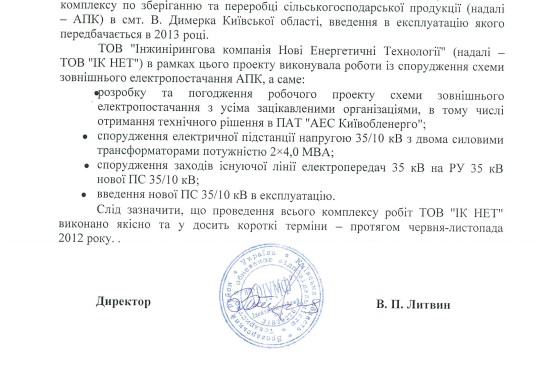 комплексу по зберіганню та переробці сільськогосподарської продукції (надалі
– АПК) в смт. В. Димерка Київської області, введення в експлуатацію якого
передбачається в 2013 році.
ТОВ "Інжинірингова компанія Нові Енергетичні Технології" (надалі –
ТОВ "ІК НЕТ") в рамках цього проекту виконувала роботи із спорудження схеми
зовнішнього електропостачання АПК, а саме:
• розробку та погодження робочого проекту схеми зовнішнього
електропостачання з усіма зацікавленими організаціями, в тому числі
отримання технічного рішення в ПАТ "АЕС Київобленерго";
• спорудження електричної підстанції напругою 35/10 кВ з двома силовими
трансформаторами потужністю 2×4,0 МВА;
• спорудження заходів існуючої лінії електропередач 35 кВ на РУ 35 кВ
нової ПС 35/10 кВ;
• введення нової ПС 35/10 кВ в експлуатацію.
Слід зазначити, що проведення всього комплексу робіт ТОВ "ІК НЕТ"
виконано якісно та у досить короткі терміни – протягом червня-листопада
2012 року. .
Україна
Директор
В. П. Литвин